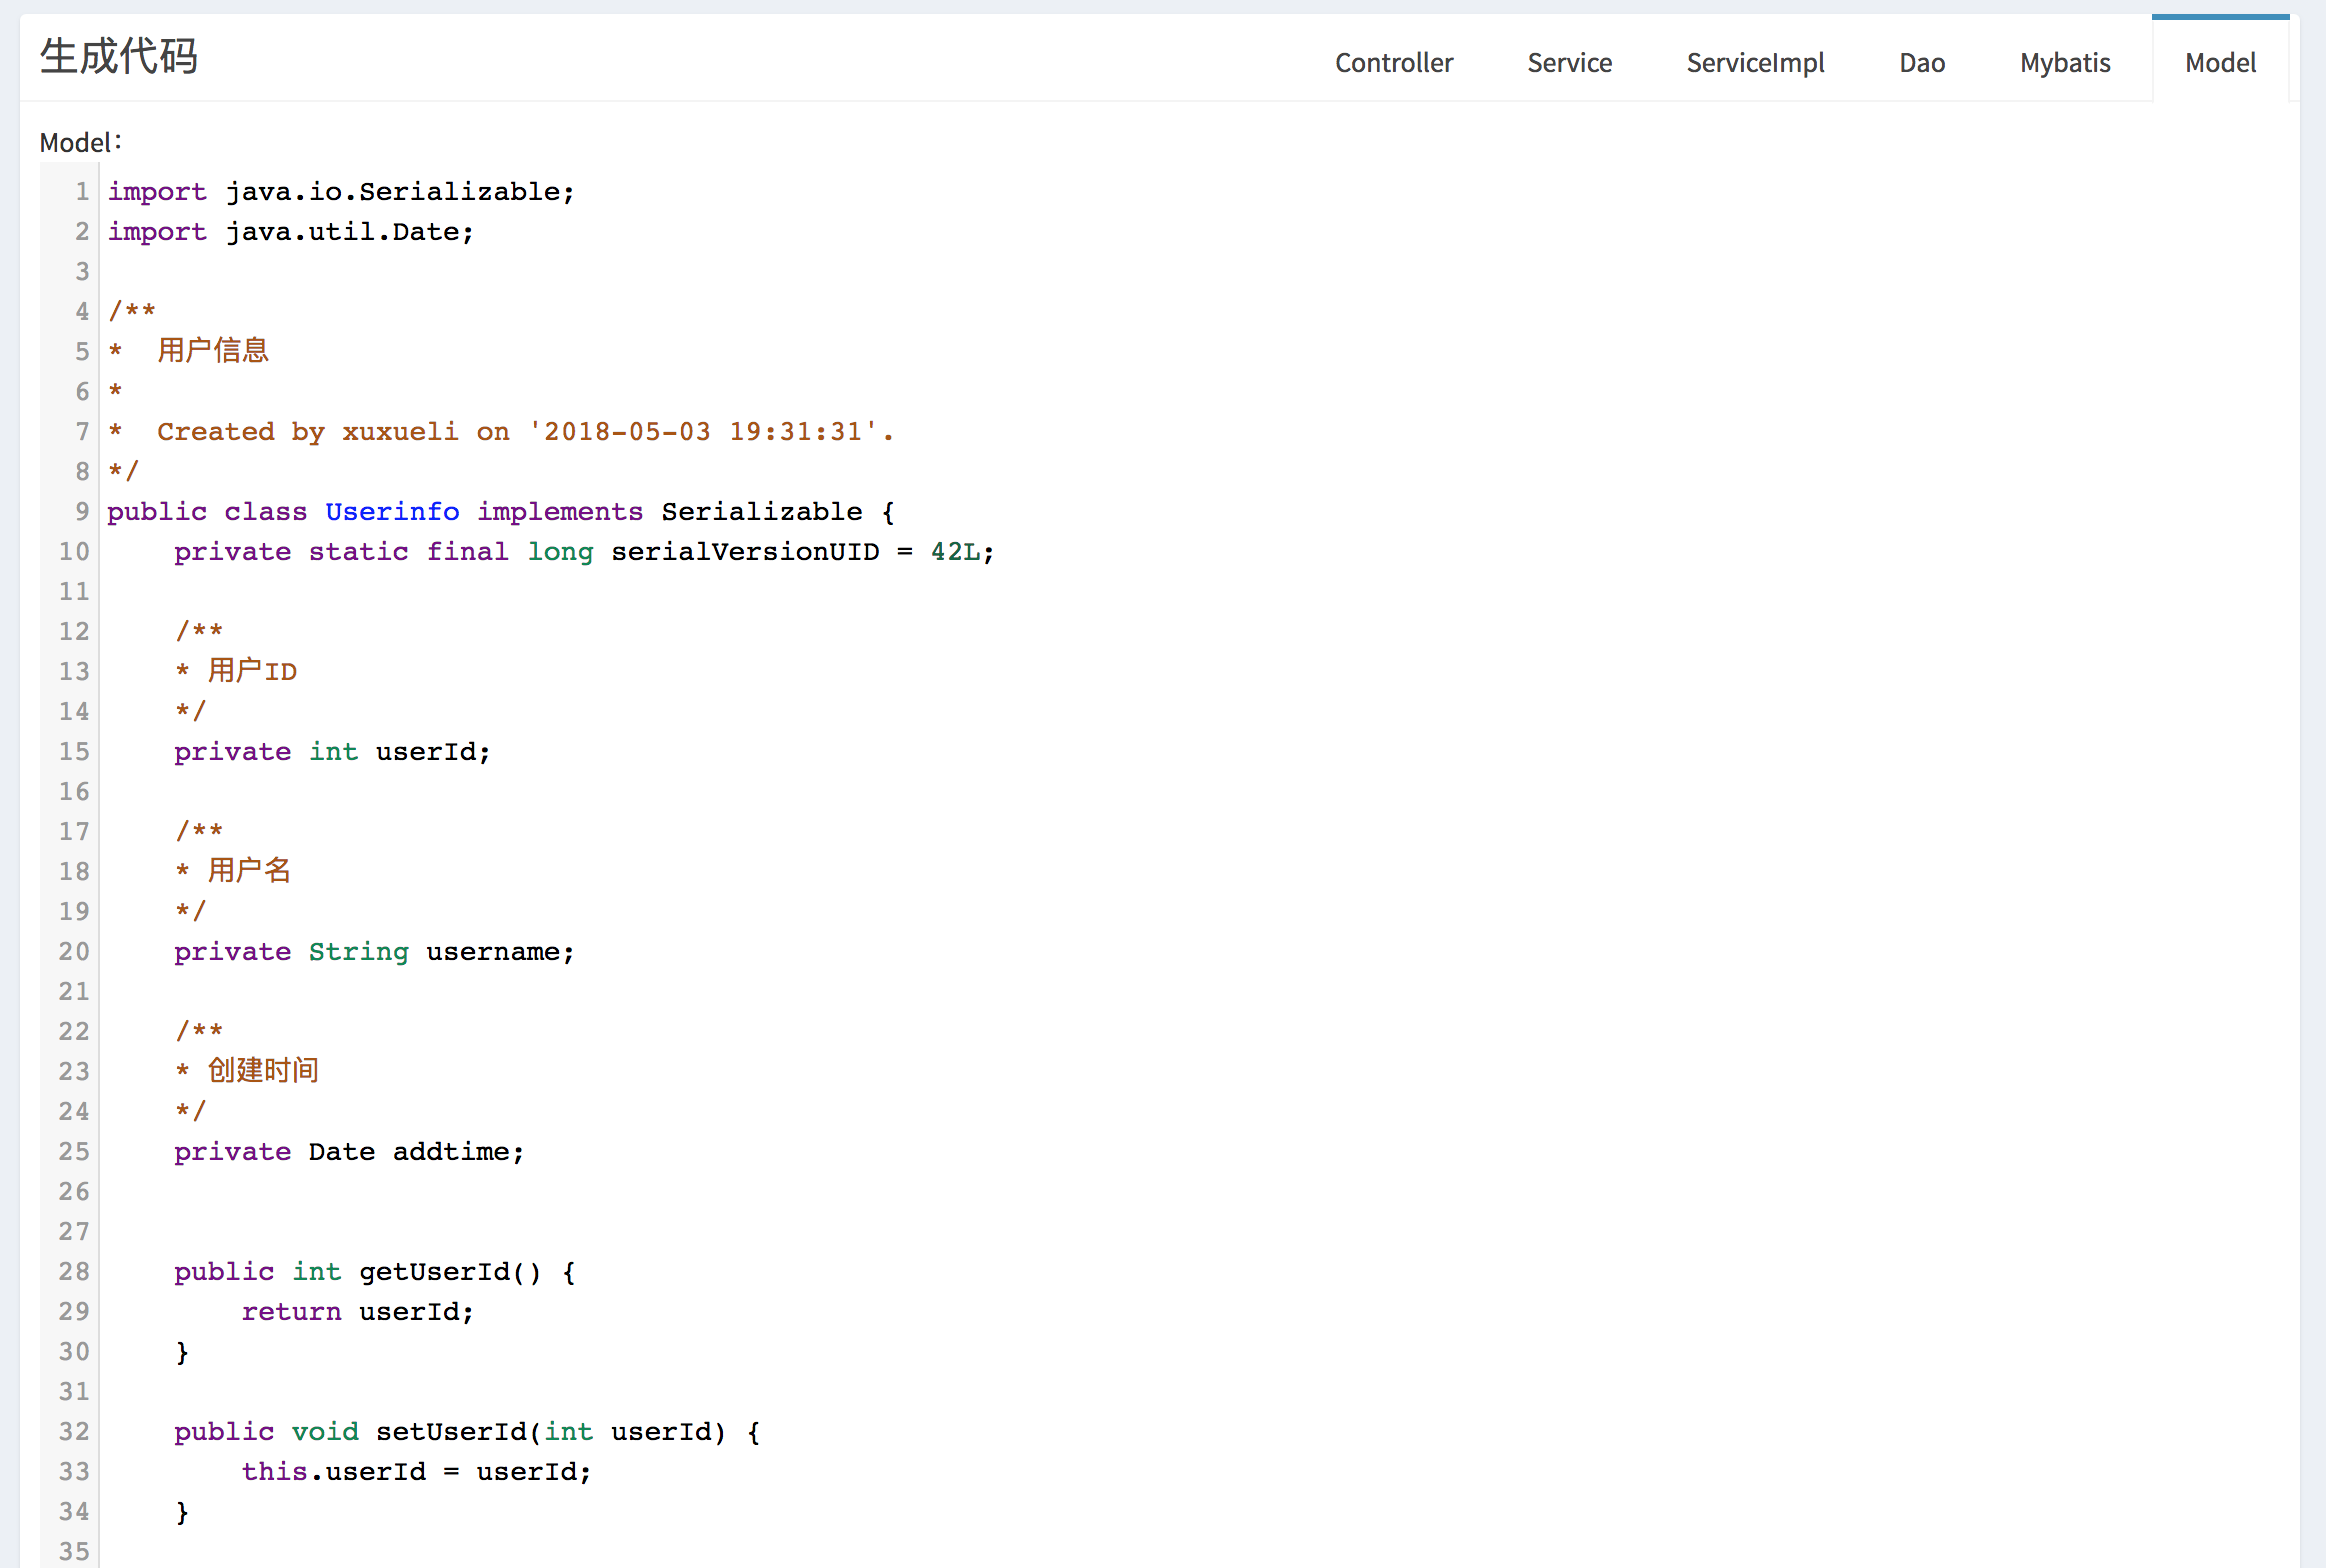 生成代码
Controller Service ServiceImpl Dao Mybatis Model
Model：
1 import java.io.Serializable;
2 import java.util.Date;
3
4 /**
5 *  用户信息
6 *
7 *  Created by xuxueli on '2018-05-03 19:31:31'.
8 */
9 public class Userinfo implements Serializable {
10     private static final long serialVersionUID = 42L;
11
12     /**
13     * 用户ID
14     */
15     private int userId;
16
17     /**
18     * 用户名
19     */
20     private String username;
21
22     /**
23     * 创建时间
24     */
25     private Date addtime;
26
27
28     public int getUserId() {
29         return userId;
30     }
31
32     public void setUserId(int userId) {
33         this.userId = userId;
34     }
35